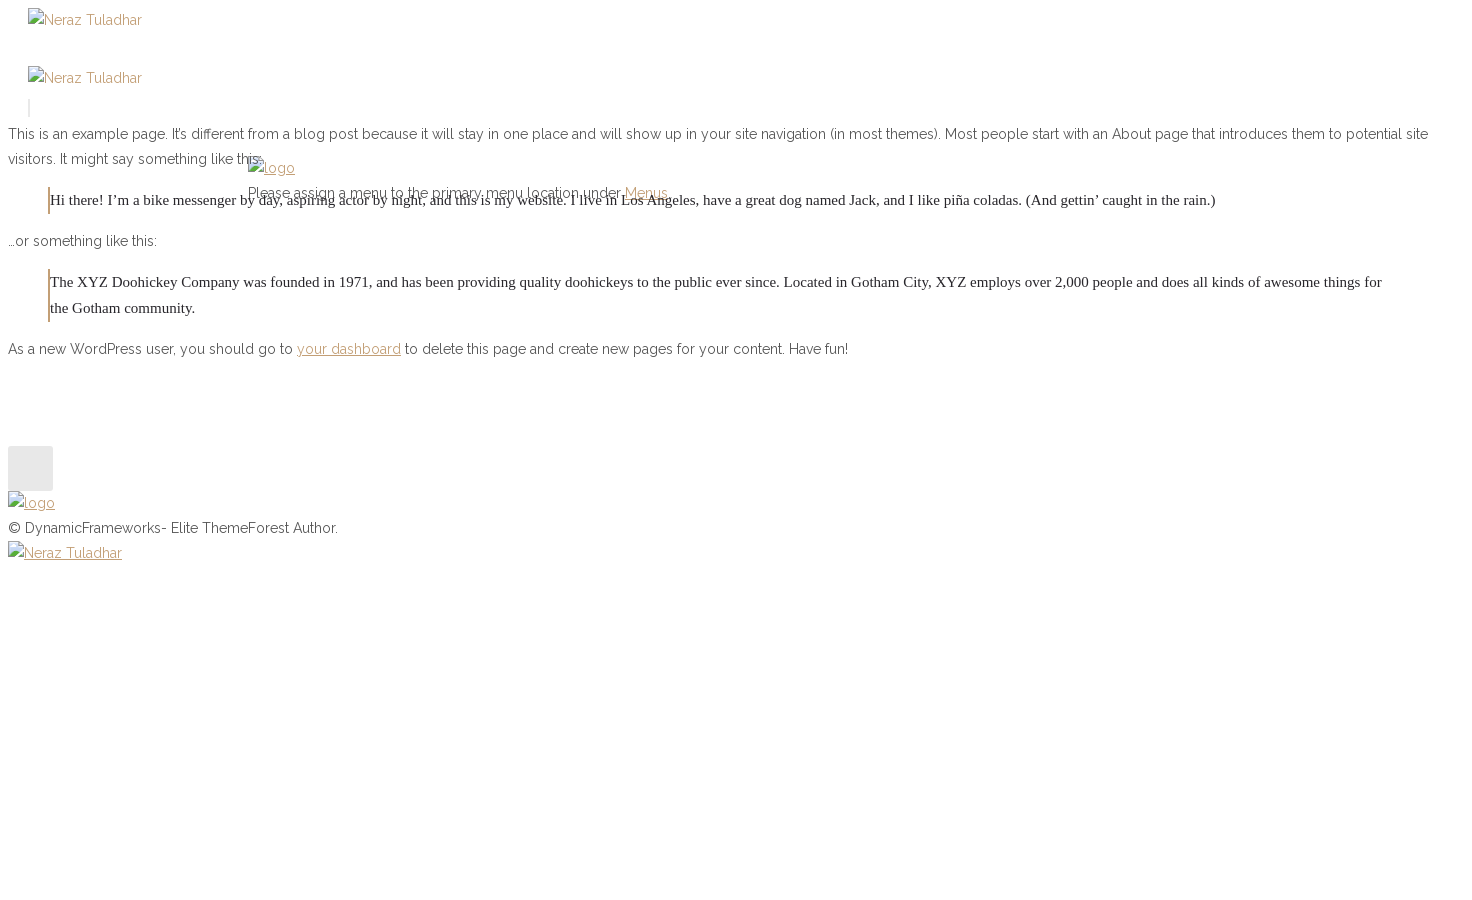 Neraz Tuladhar
Neraz Tuladhar
This is an example page. It’s different from a blog post because it will stay in one place and will show up in your site navigation (in most themes). Most people start with an About page that introduces them to potential site
visitors. It might say something like this:
logo
Please assign a menu to the primary menu location under Menus
Hi there! I’m a bike messenger by day, aspiring actor by night, and this is my website. I live in Los Angeles, have a great dog named Jack, and I like piña coladas. (And gettin’ caught in the rain.)
…or something like this:
The XYZ Doohickey Company was founded in 1971, and has been providing quality doohickeys to the public ever since. Located in Gotham City, XYZ employs over 2,000 people and does all kinds of awesome things for
the Gotham community.
As a new WordPress user, you should go to your dashboard to delete this page and create new pages for your content. Have fun!
logo
© DynamicFrameworks- Elite ThemeForest Author.
Neraz Tuladhar